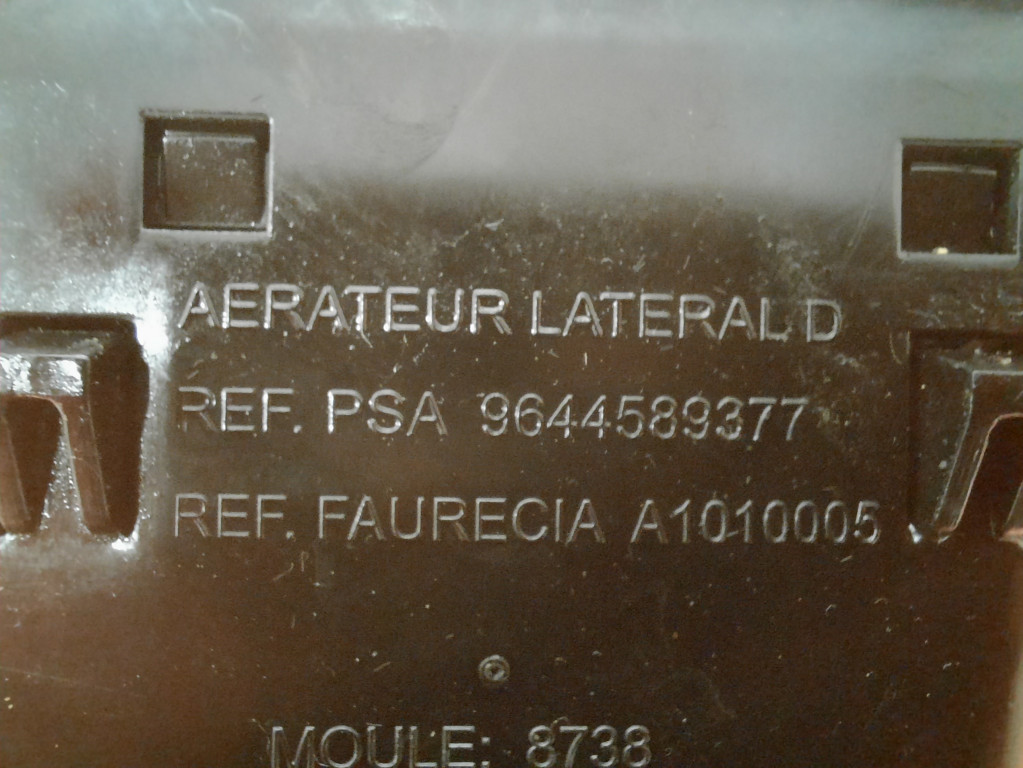 AERATEUR LATERAL D
REF. PSA 9644589377
REF. FAURECIA A1010005
MOULE: 8738